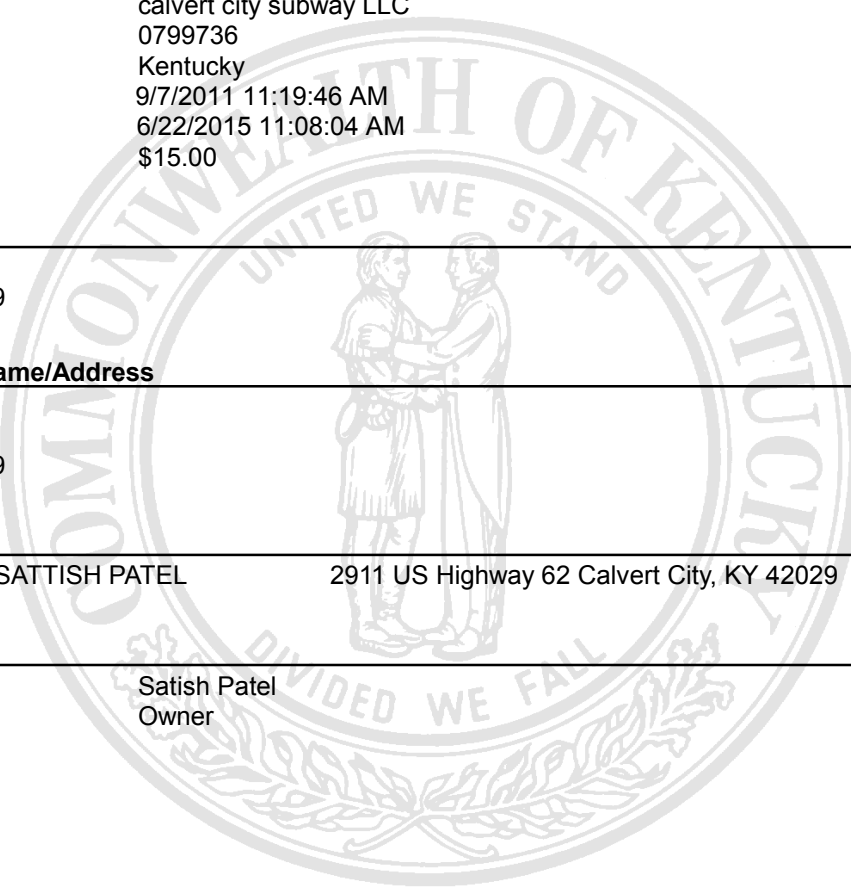 calvert city subway LLC
0799736
Kentucky
9/7/2011 11:19:46 AM
6/22/2015 11:08:04 AM
$15.00
9
ame/Address
9
SATTISH PATEL 2911 US Highway 62 Calvert City, KY 42029
Satish Patel
Owner
COMMONWEALTH OF KENTUCKY
UNITED WE STAND
DIVIDED WE FALL